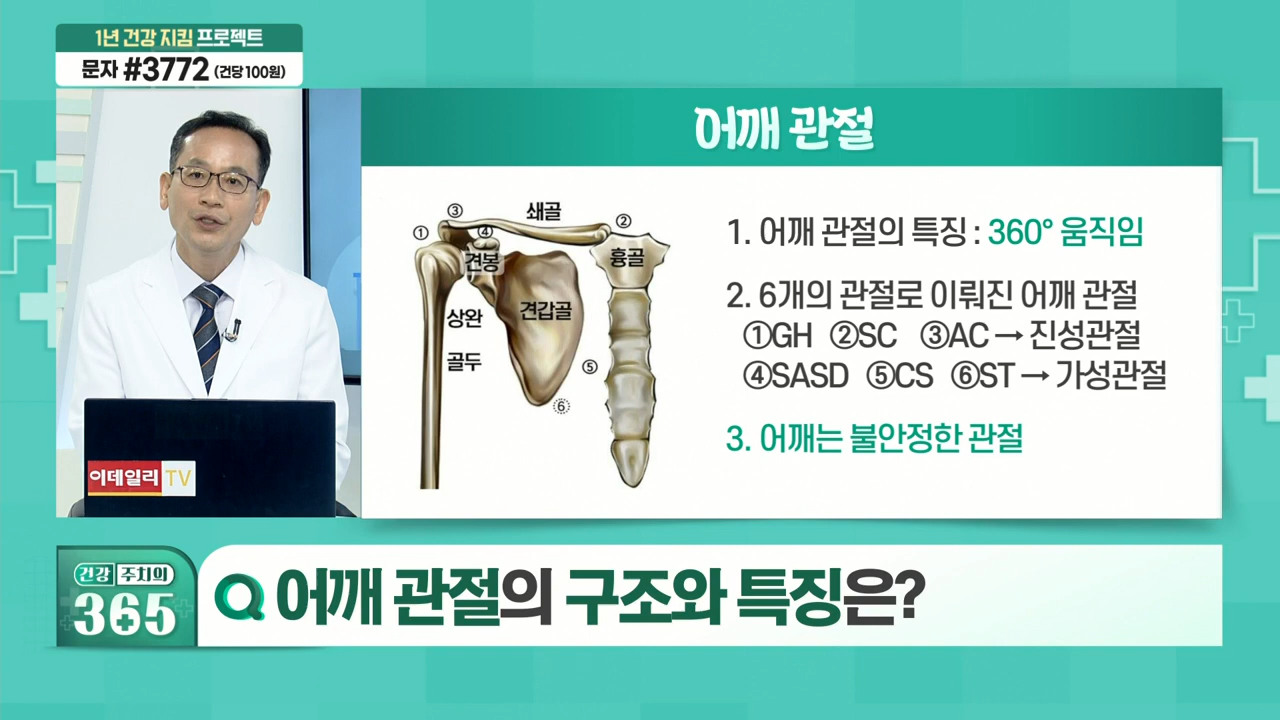 1년 건강 지킴 프로젝트
문자 #3772 (건당 100원)
어깨 관절
③ 쇄골 ②
① ④
견봉 흉골
상완 견갑골
골두 ⑤
⑥
1. 어깨 관절의 특징 : 360° 움직임
2. 6개의 관절로 이뤄진 어깨 관절
①GH ②SC ③AC → 진성관절
④SASD ⑤CS ⑥ST → 가성관절
3. 어깨는 불안정한 관절
이데일리 TV
건강 주치의
365
Q 어깨 관절의 구조와 특징은?